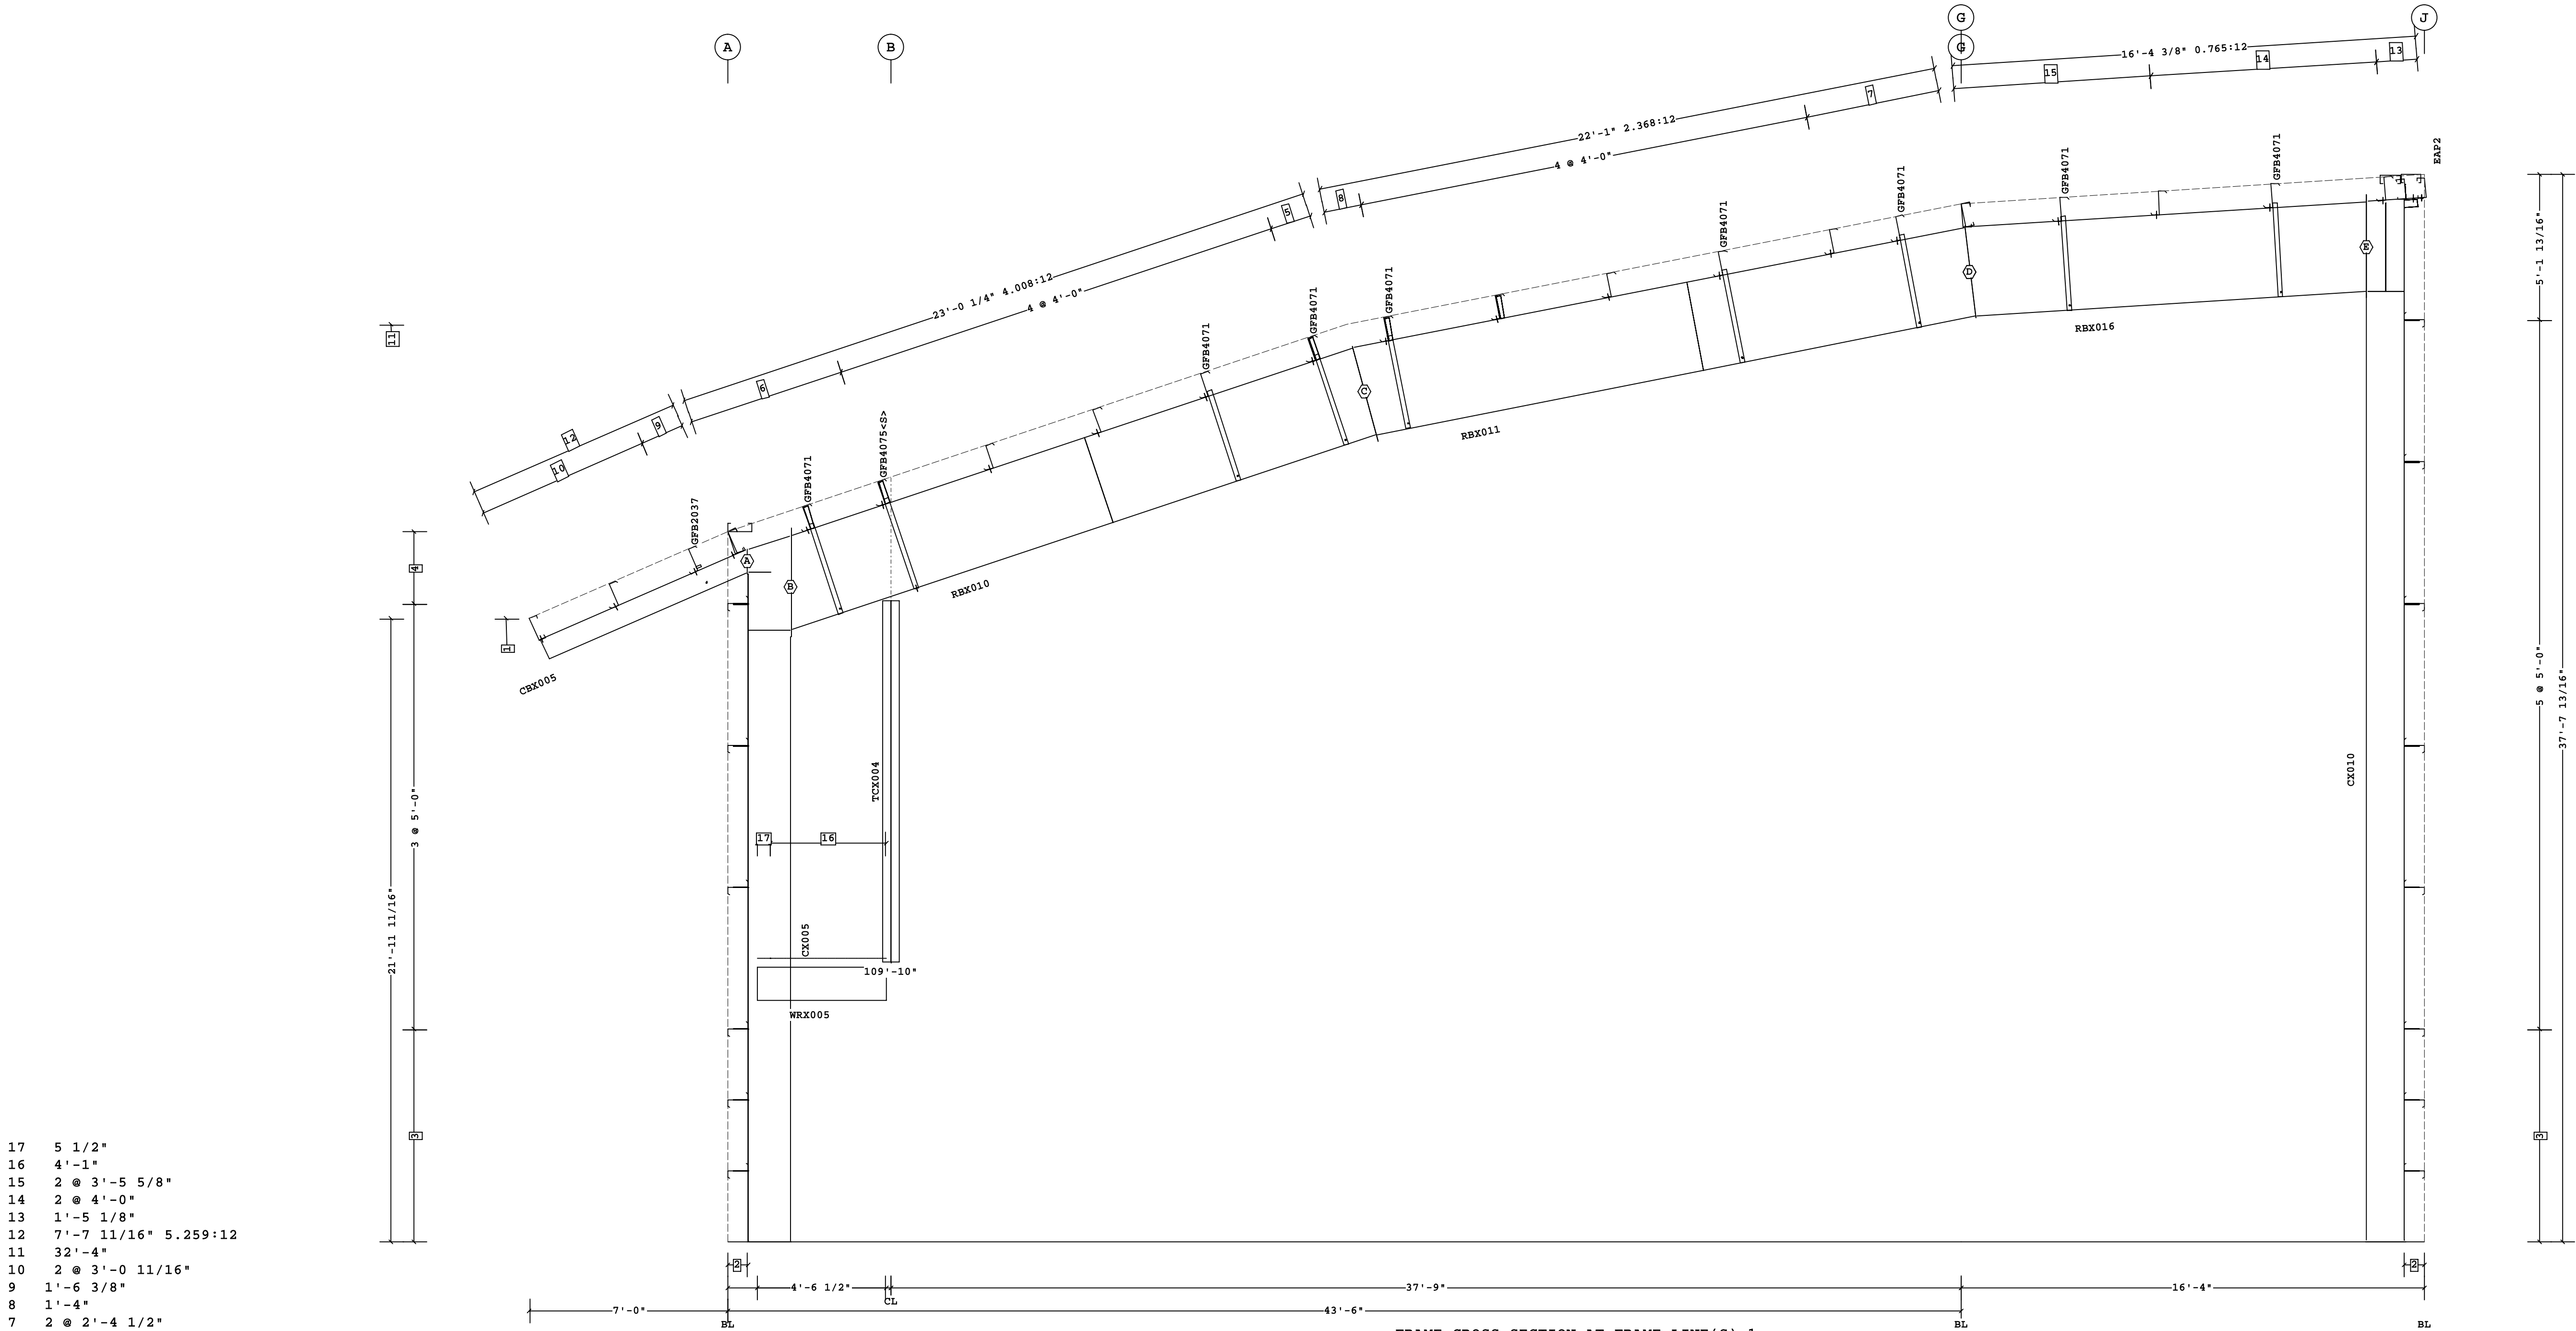 A
B
G
G
J
16'-4 3/8" 0.765:12
15
14
13
22'-1" 2.368:12
7
4 @ 4'-0"
8
5
23'-0 1/4" 4.008:12
4 @ 4'-0"
6
12
9
10
11
EAP2
GFB4071
GFB4071
GFB4071
GFB4071
GFB4071
GFB4071
GFB4071
GFB4075<S>
GFB4071
GFB2037
E
D
C
B
A
RBX016
RBX011
RBX010
CBX005
4
1
5'-1 13/16"
5 @ 5'-0"
37'-7 13/16"
CX010
TCX004
3 @ 5'-0"
21'-11 11/16"
17
16
CX005
109'-10"
WRX005
3
3
17 5 1/2"
16 4'-1"
15 2 @ 3'-5 5/8"
14 2 @ 4'-0"
13 1'-5 1/8"
12 7'-7 11/16" 5.259:12
11 32'-4"
10 2 @ 3'-0 11/16"
9 1'-6 3/8"
8 1'-4"
7 2 @ 2'-4 1/2"
2
2
4'-6 1/2"
37'-9"
16'-4"
CL
7'-0"
43'-6"
BL
BL
BL
FRAME CROSS SECTION AT FRAME LINE(S) 1